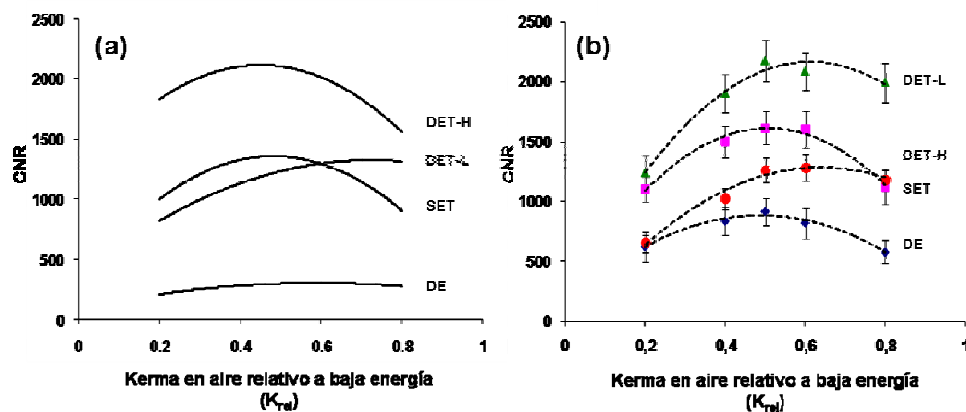 (a)
CNR
2500
2000
1500
1000
500
0
DET-H
DET-L
SET
DE
0
0.2
0.4
0.6
0.8
1
Kerma en aire relativo a baja energía
(Krel)
(b)
CNR
2500
2000
1500
1000
500
0
DET-L
DET-H
SET
DE
0
0,2
0,4
0,6
0,8
1
Kerma en aire relativo a baja energía
(Krel)